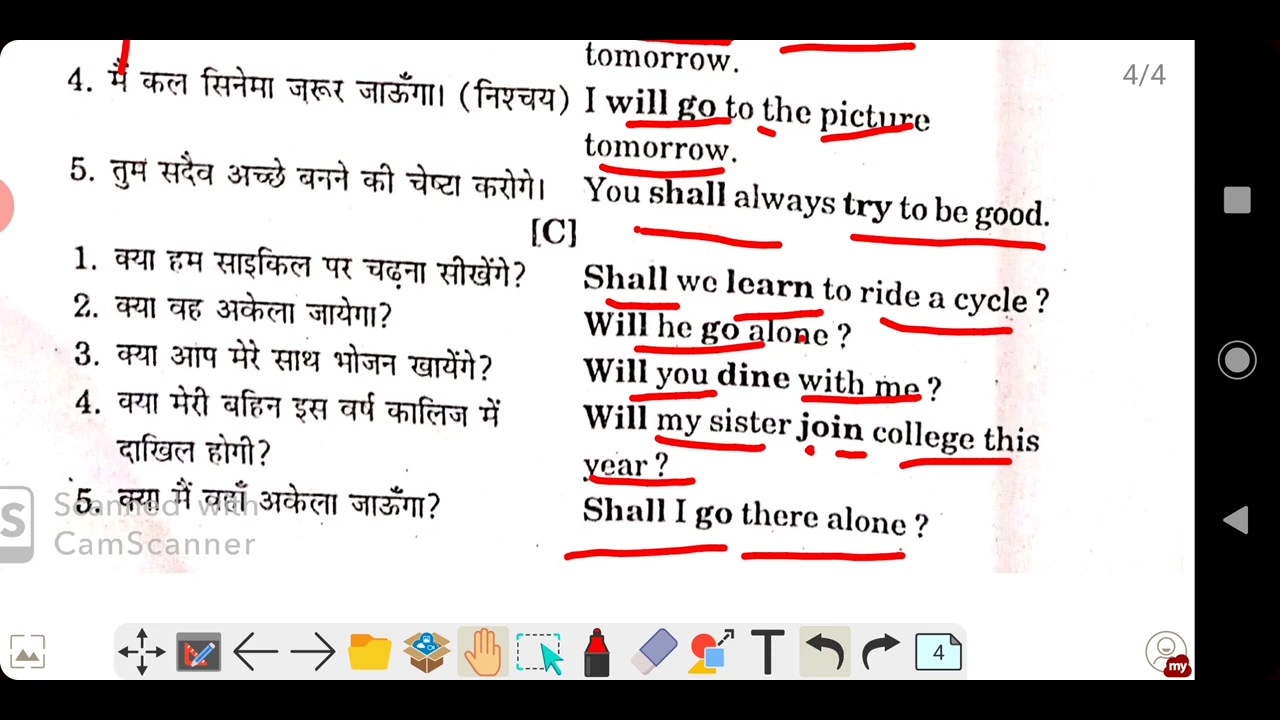 tomorrow.
4/4
4. मैं कल सिनेमा ज़रूर जाऊँगा। (निश्चय) I will go to the picture
tomorrow.
5. तुम सदैव अच्छे बनने की चेष्टा करोगे। You shall always try to be good.
[C]
1. क्या हम साइकिल पर चढ़ना सीखेंगे? Shall we learn to ride a cycle ?
2. क्या वह अकेला जायेगा? Will he go alone ?
3. क्या आप मेरे साथ भोजन खायेंगे? Will you dine with me ?
4. क्या मेरी बहिन इस वर्ष कालिज में Will my sister join college this
दाखिल होगी? year ?
5. क्या मैं वहाँ अकेला जाऊँगा? Shall I go there alone ?
S Scanned with
CamScanner
T
4
my